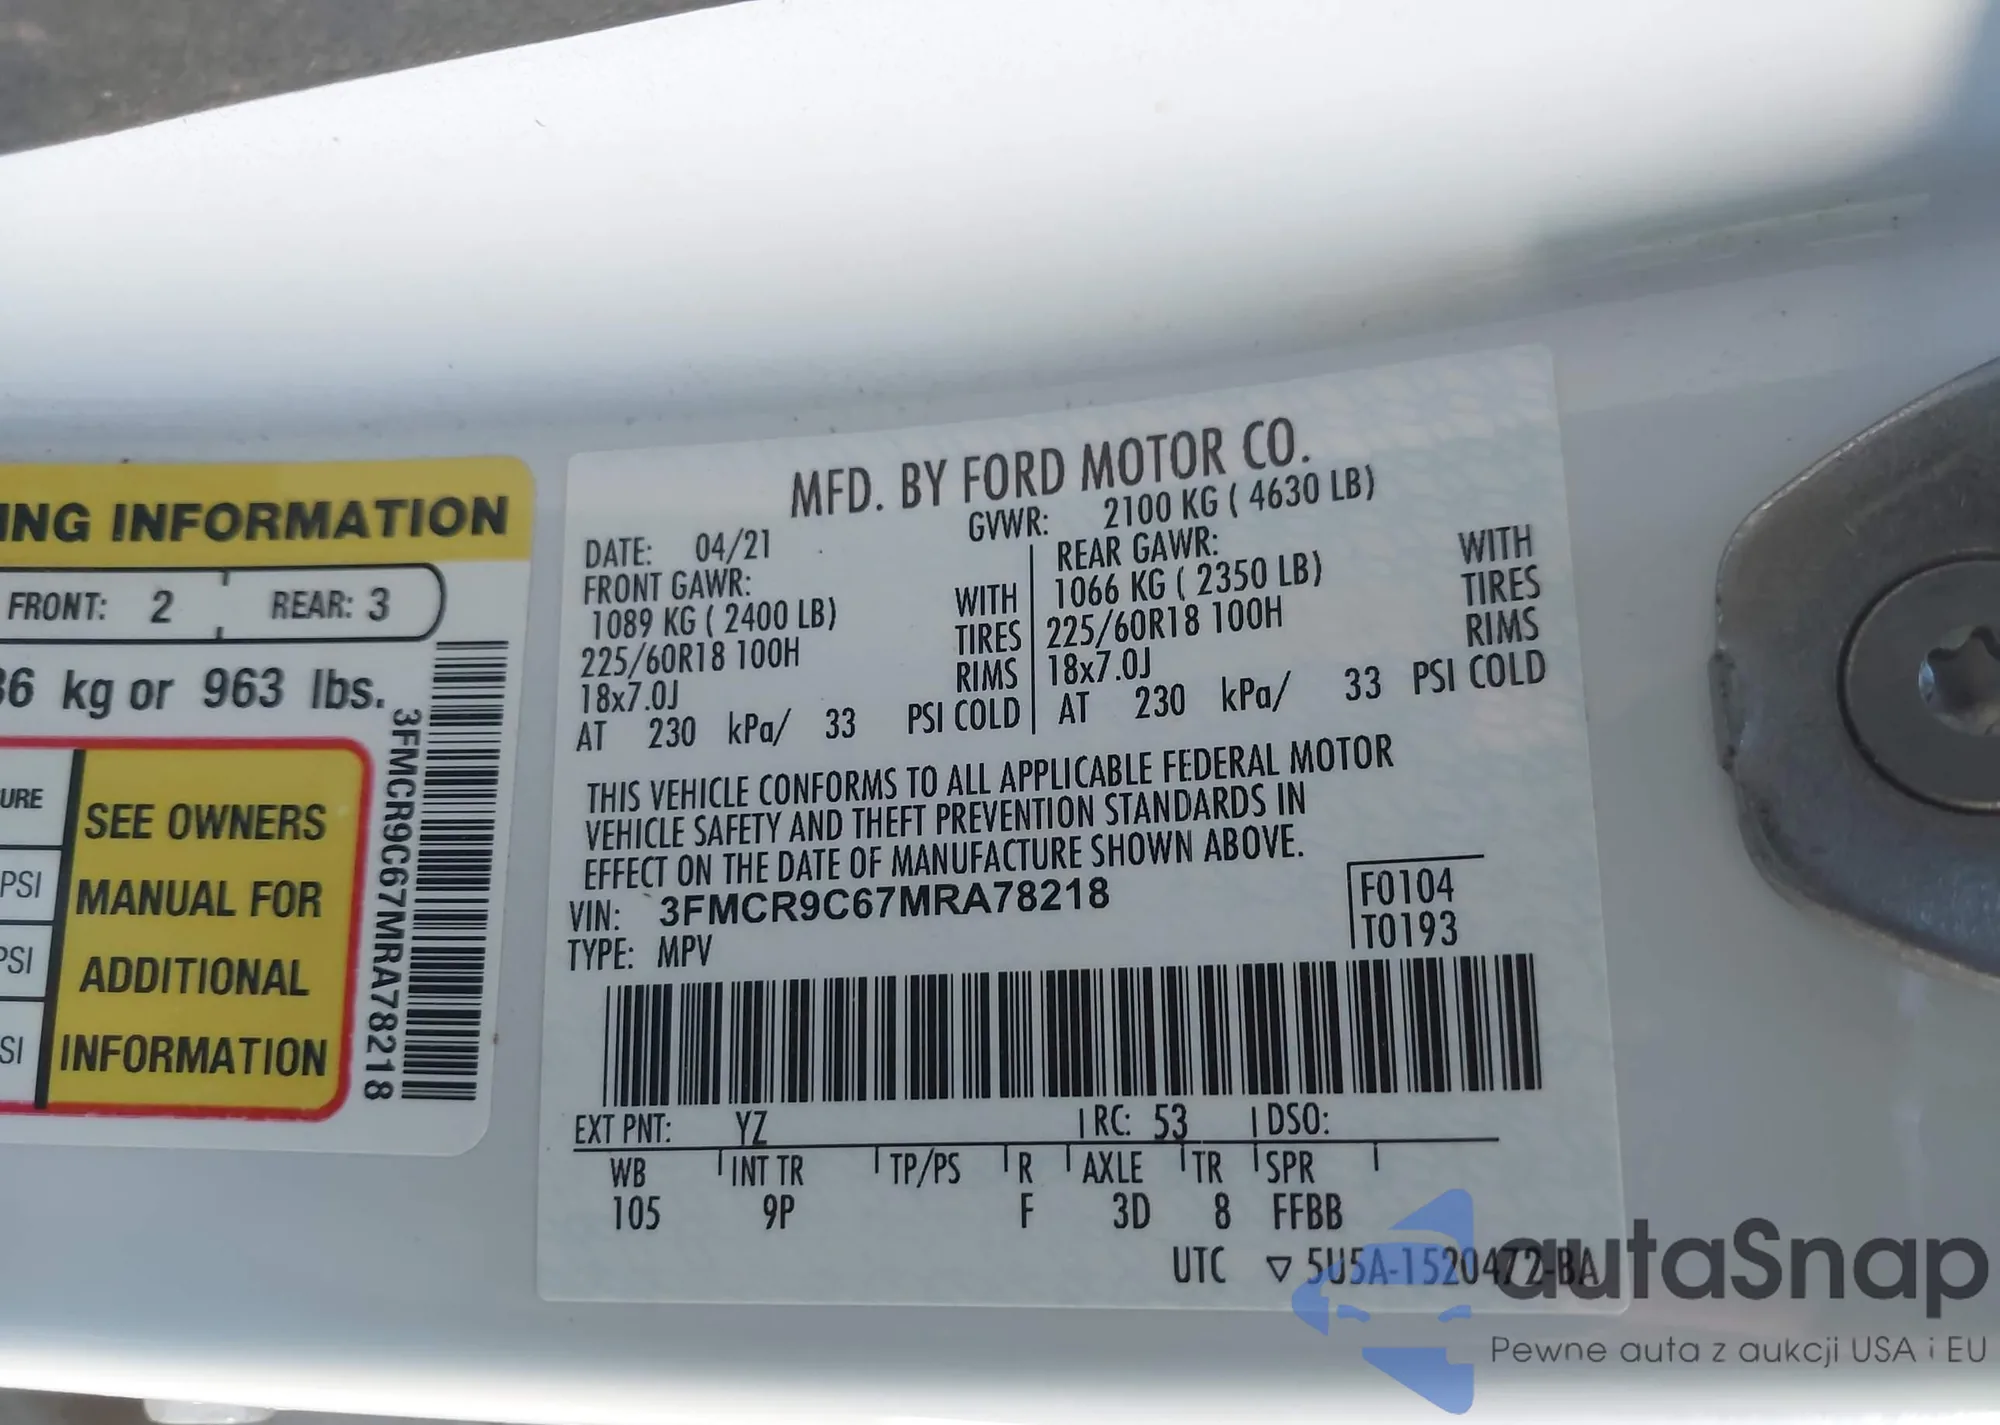 ING INFORMATION
FRONT: 2 REAR: 3
36 kg or 963 lbs.
URE
PSI
PSI
SI
SEE OWNERS
MANUAL FOR
ADDITIONAL
INFORMATION
3FMCR9C67MRA78218
MFD. BY FORD MOTOR CO.
DATE: 04/21 GVWR: 2100 KG ( 4630 LB)
FRONT GAWR:
1089 KG ( 2400 LB) WITH
225/60R18 100H TIRES
18x7.0J RIMS
AT 230 kPa/ 33 PSI COLD
REAR GAWR: WITH
1066 KG ( 2350 LB) TIRES
225/60R18 100H RIMS
18x7.0J
AT 230 kPa/ 33 PSI COLD
THIS VEHICLE CONFORMS TO ALL APPLICABLE FEDERAL MOTOR
VEHICLE SAFETY AND THEFT PREVENTION STANDARDS IN
EFFECT ON THE DATE OF MANUFACTURE SHOWN ABOVE.
VIN: 3FMCR9C67MRA78218
TYPE: MPV
F0104
T0193
EXT PNT: YZ RC: 53 DSO:
WB INT TR TP/PS R AXLE TR SPR
105 9P F 3D 8 FFBB
UTC ▽ 5U5A-1520472-BA
autaSnap
Pewne auta z aukcji USA i EU